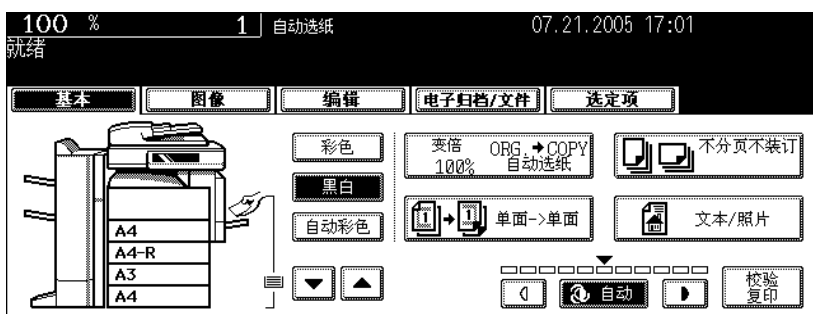 100 % 1 自动选纸 07.21.2005 17:01
就绪
基本 图像 编辑 电子归档/文件 选定项
彩色
黑白
自动彩色
变倍 ORG.→COPY
100% 自动选纸
不分页不装订
1→1 单面->单面
文本/照片
A4
A4-R
A3
A4
自动
校验
复印